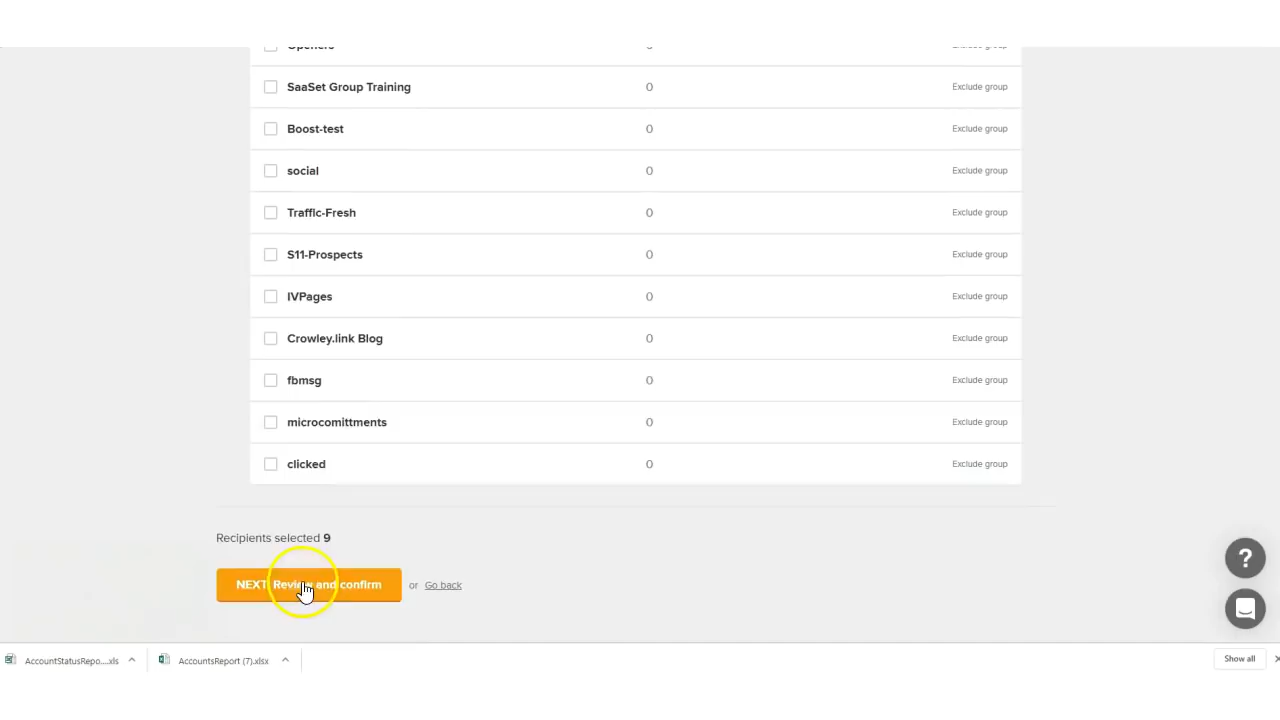 SaaSet Group Training 0 Exclude group
Boost-test 0 Exclude group
social 0 Exclude group
Traffic-Fresh 0 Exclude group
S11-Prospects 0 Exclude group
IVPages 0 Exclude group
Crowley.link Blog 0 Exclude group
fbmsg 0 Exclude group
microcomittments 0 Exclude group
clicked 0 Exclude group
Recipients selected 9
NEXT: Review and confirm or Go back
?
AccountStatusRepo....xls AccountsReport (7).xlsx Show all